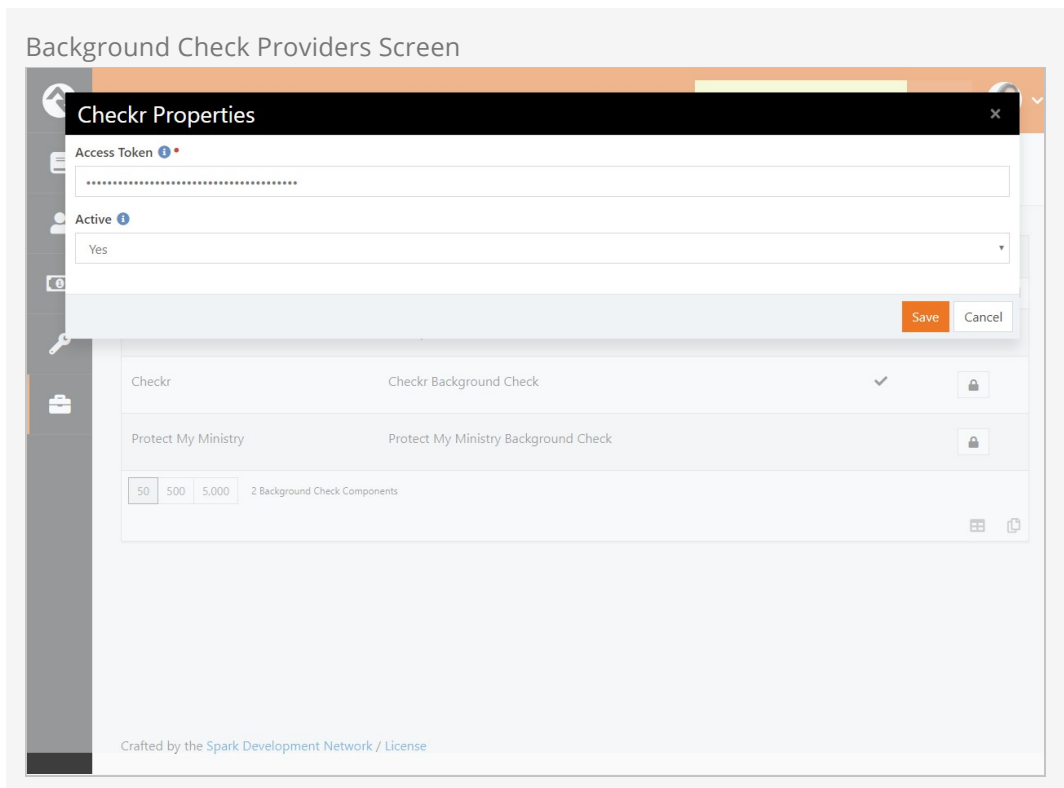 Background Check Providers Screen
Checkr Properties ×
Access Token
••••••••••••••••••••••••••••••••••••••••
Active
Yes
Save Cancel
Checkr Checkr Background Check
Protect My Ministry Protect My Ministry Background Check
50 500 5,000 2 Background Check Components
Crafted by the Spark Development Network / License